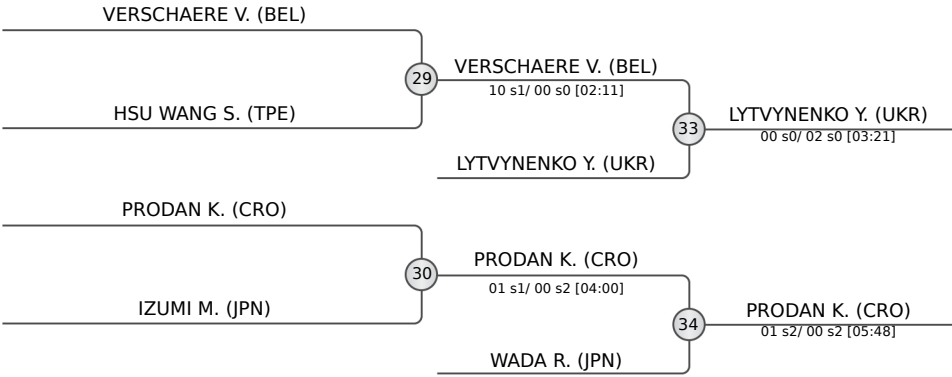 VERSCHAERE V. (BEL)
29
HSU WANG S. (TPE)
VERSCHAERE V. (BEL)
10 s1/ 00 s0 [02:11]
33
LYTVYNENKO Y. (UKR)
LYTVYNENKO Y. (UKR)
00 s0/ 02 s0 [03:21]
PRODAN K. (CRO)
30
IZUMI M. (JPN)
PRODAN K. (CRO)
01 s1/ 00 s2 [04:00]
34
WADA R. (JPN)
PRODAN K. (CRO)
01 s2/ 00 s2 [05:48]